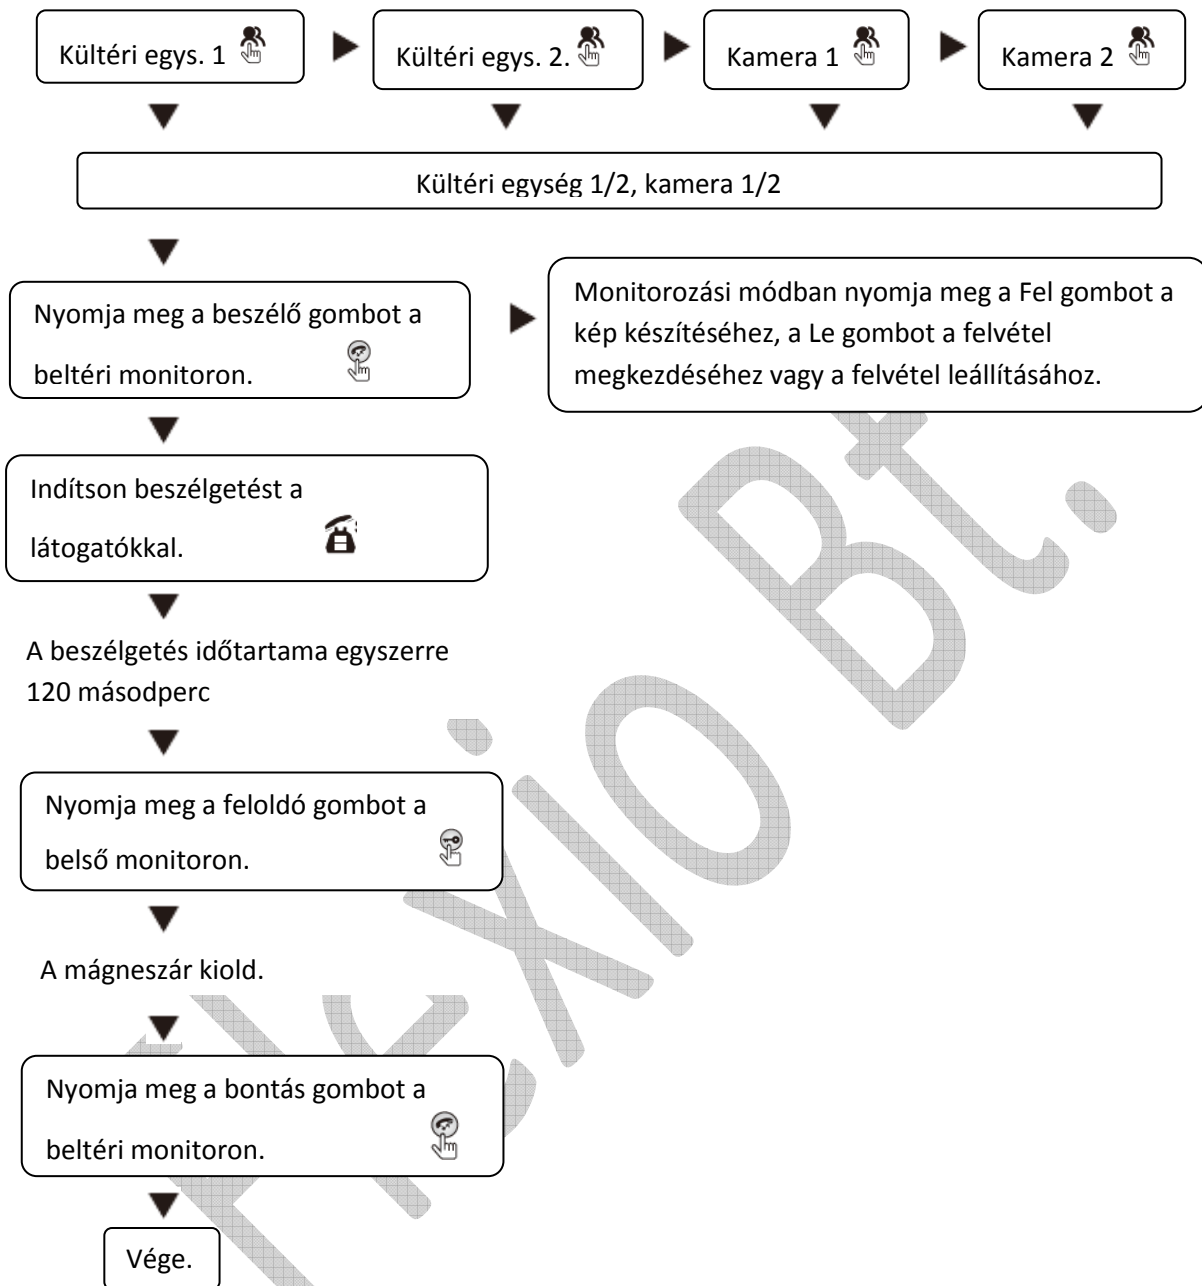 Kültéri egys. 1
Kültéri egys. 2.
Kamera 1
Kamera 2
Kültéri egység 1/2, kamera 1/2
Nyomja meg a beszélő gombot a
beltéri monitoron.
Monitorozási módban nyomja meg a Fel gombot a
kép készítéséhez, a Le gombot a felvétel
megkezdéséhez vagy a felvétel leállításához.
Indítson beszélgetést a
látogatókkal.
A beszélgetés időtartama egyszerre
120 másodperc
Nyomja meg a feloldó gombot a
belső monitoron.
A mágneszár kiold.
Nyomja meg a bontás gombot a
beltéri monitoron.
Vége.
Bt.